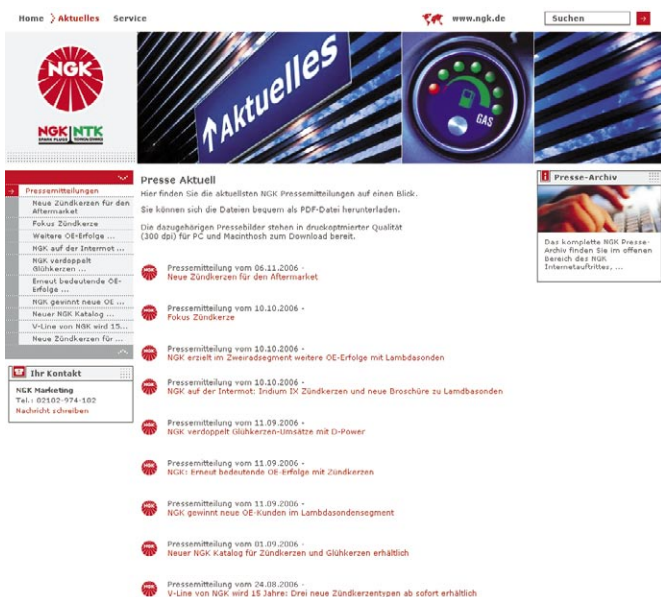 Home
Aktuelles
Service
www.ngk.de
Suchen
NGK
NGK NTK
SPARK PLUGS
Aktuelles
GAS
Pressemitteilungen
Neue Zündkerzen für den
Aftermarket
Fokus Zündkerze
Weitere OE-Erfolge ...
NGK auf der Intermot ...
NGK verdoppelt
Glühkerzen ...
Erneut bedeutende OE-
Erfolge ...
NGK gewinnt neue OE ...
Neuer NGK Katalog ...
V-Line von NGK wird 15...
Neue Zündkerzen für ...
Ihr Kontakt
NGK Marketing
Tel.: 02102-974-102
Nachricht schreiben
Presse Aktuell
Hier finden Sie die aktuellsten NGK Pressemitteilungen auf einen Blick.
Sie können sich die Dateien bequem als PDF-Datei herunterladen.
Die dazugehörigen Pressebilder stehen in druckoptmierter Qualität
(300 dpi) für PC und Macinthosh zum Download bereit.
Pressemitteilung vom 06.11.2006 -
Neue Zündkerzen für den Aftermarket
Pressemitteilung vom 10.10.2006 -
Fokus Zündkerze
Pressemitteilung vom 10.10.2006 -
NGK erzielt im Zweiradsegment weitere OE-Erfolge mit Lambdasonden
Pressemitteilung vom 10.10.2006 -
NGK auf der Intermot: Indium IX Zündkerzen und neue Broschüre zu Lamdbasonden
Pressemitteilung vom 11.09.2006 -
NGK verdoppelt Glühkerzen-Umsätze mit D-Power
Pressemitteilung vom 11.09.2006 -
NGK: Erneut bedeutende OE-Erfolge mit Zündkerzen
Pressemitteilung vom 11.09.2006 -
NGK gewinnt neue OE-Kunden im Lambdasondensegment
Pressemitteilung vom 01.09.2006 -
Neuer NGK Katalog für Zündkerzen und Glühkerzen erhältlich
Pressemitteilung vom 24.08.2006 -
V-Line von NGK wird 15 Jahre: Drei neue Zündkerzentypen ab sofort erhältlich
Presse-Archiv
Das komplette NGK Presse-
Archiv finden Sie im offenen
Bereich des NGK
Internetauftrittes, ...